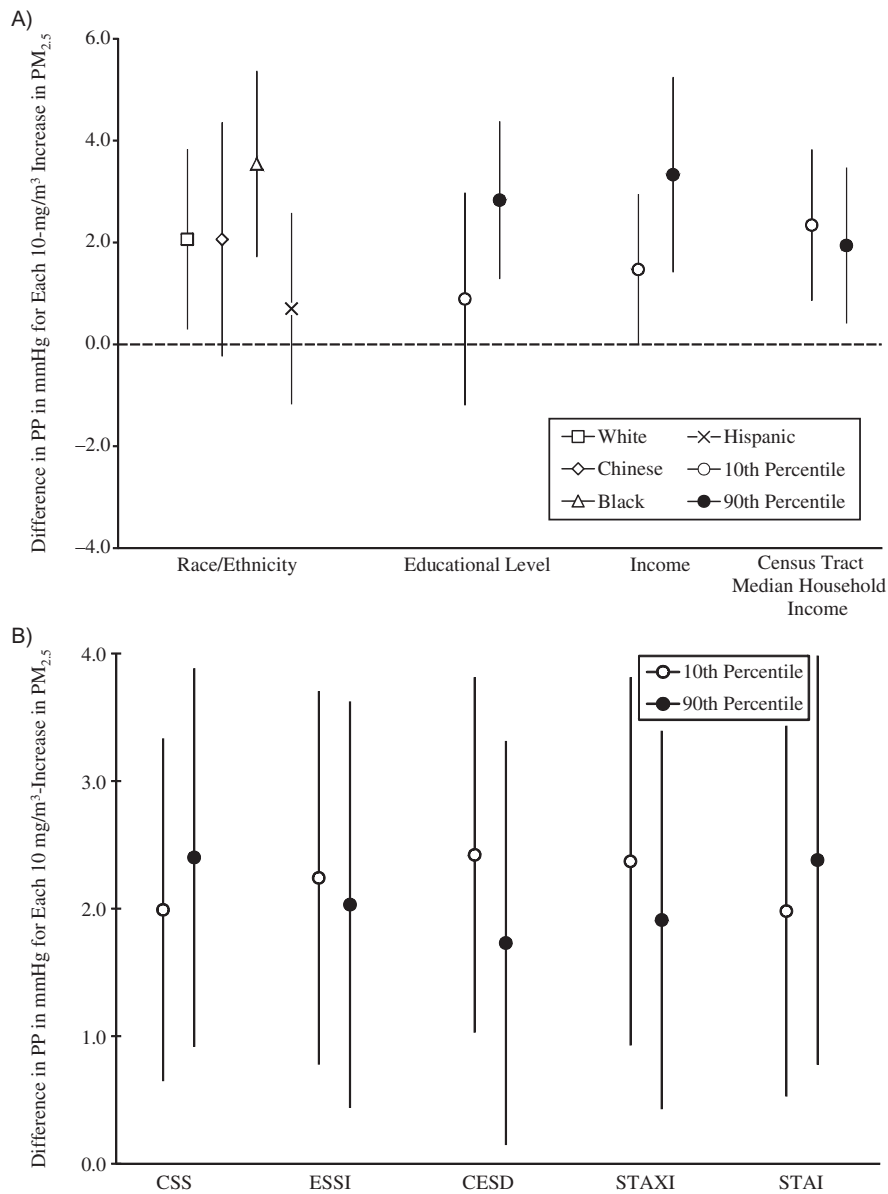 A)
Difference in PP in mmHg for Each 10-mg/m³ Increase in PM2.5
6.0
4.0
2.0
0.0
−2.0
−4.0
White
Chinese
Black
Hispanic
10th Percentile
90th Percentile
Race/Ethnicity
Educational Level
Income
Census Tract
Median Household
Income
B)
Difference in PP in mmHg for Each 10 mg/m³-Increase in PM2.5
4.0
3.0
2.0
1.0
0.0
10th Percentile
90th Percentile
CSS
ESSI
CESD
STAXI
STAI